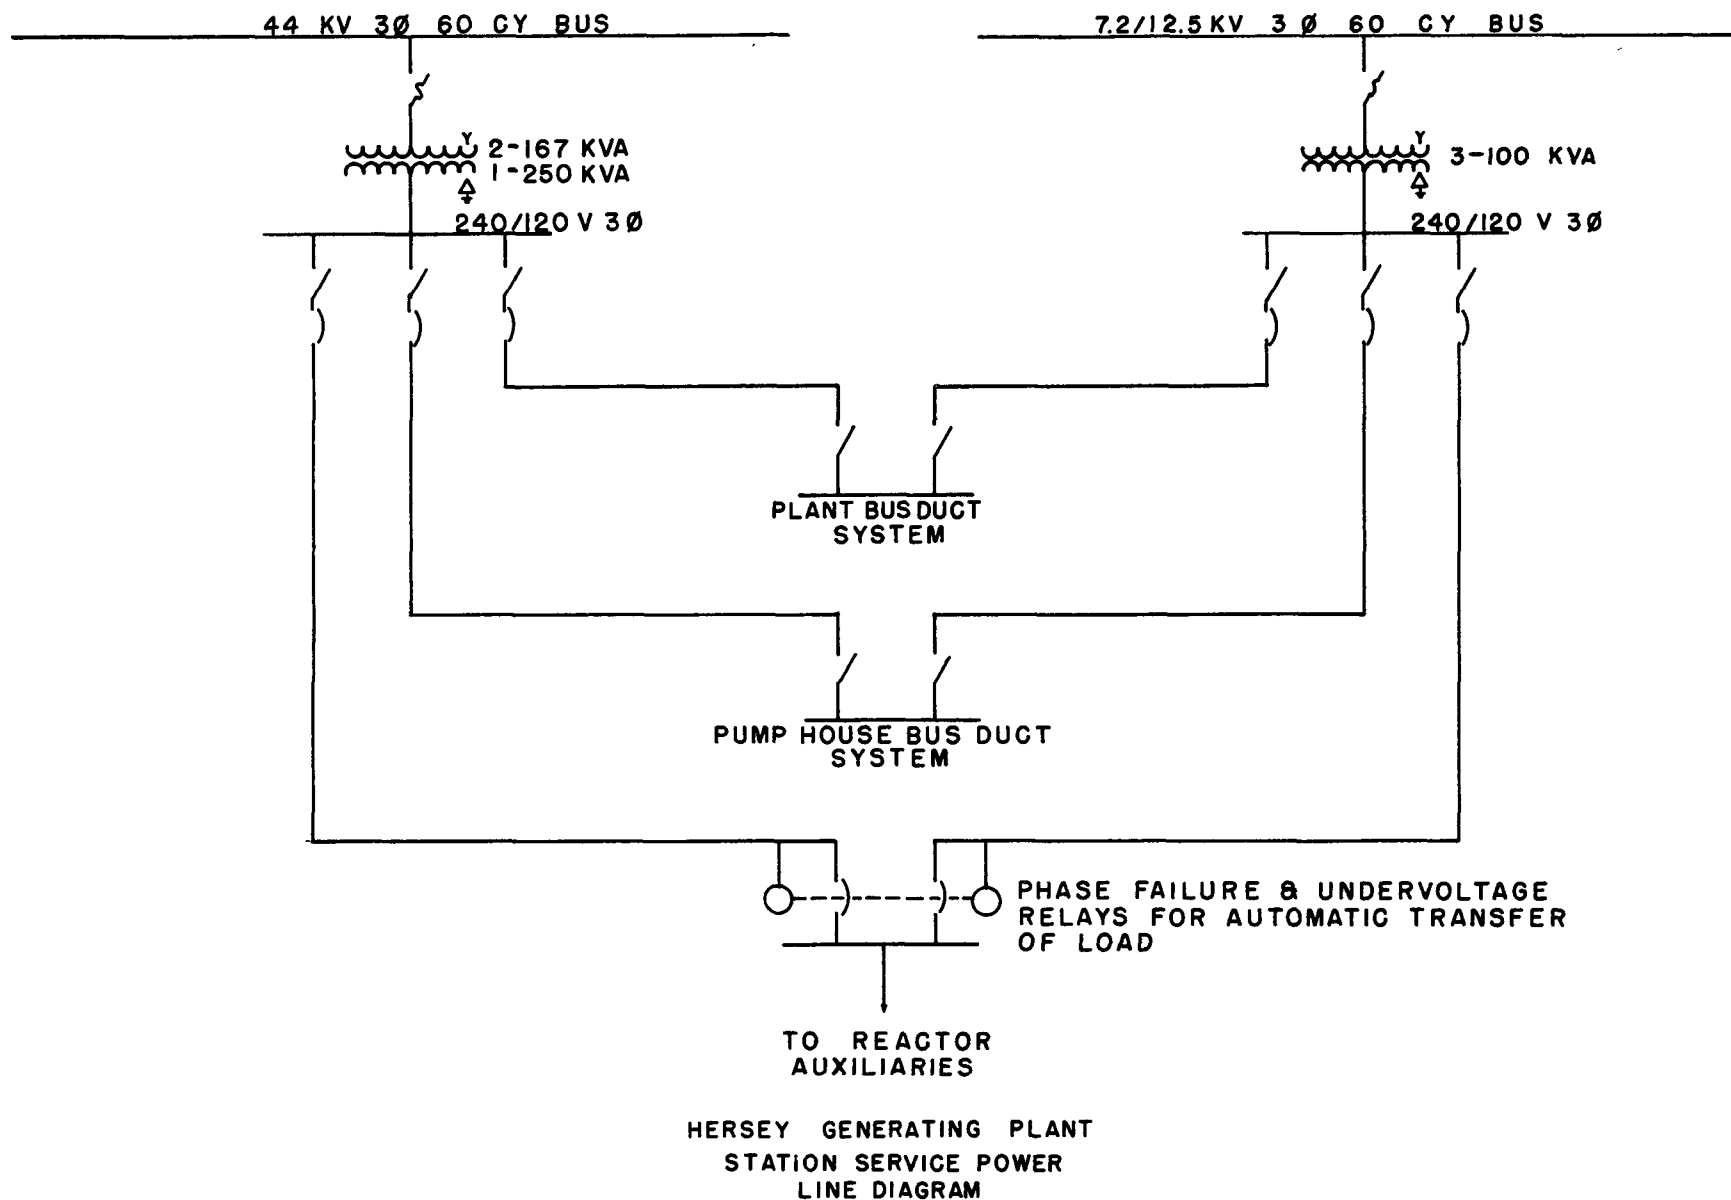 44 KV 3Ø 60 CY BUS
7.2/12.5 KV 3 Ø 60 CY BUS
Y
2-167 KVA
1-250 KVA
Y
3-100 KVA
240/120 V 3Ø
240/120 V 3Ø
PLANT BUS DUCT
SYSTEM
PUMP HOUSE BUS DUCT
SYSTEM
PHASE FAILURE & UNDERVOLTAGE
RELAYS FOR AUTOMATIC TRANSFER
OF LOAD
TO REACTOR
AUXILIARIES
HERSEY GENERATING PLANT
STATION SERVICE POWER
LINE DIAGRAM